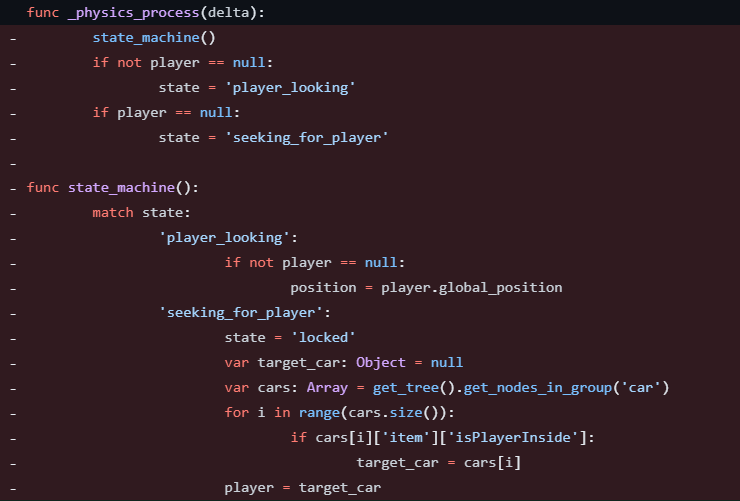 func _physics_process(delta):
-         state_machine()
-         if not player == null:
-                 state = 'player_looking'
-         if player == null:
-                 state = 'seeking_for_player'
-
- func state_machine():
-         match state:
-                 'player_looking':
-                         if not player == null:
-                                 position = player.global_position
-                 'seeking_for_player':
-                         state = 'locked'
-                         var target_car: Object = null
-                         var cars: Array = get_tree().get_nodes_in_group('car')
-                         for i in range(cars.size()):
-                                 if cars[i]['item']['isPlayerInside']:
-                                         target_car = cars[i]
-                         player = target_car